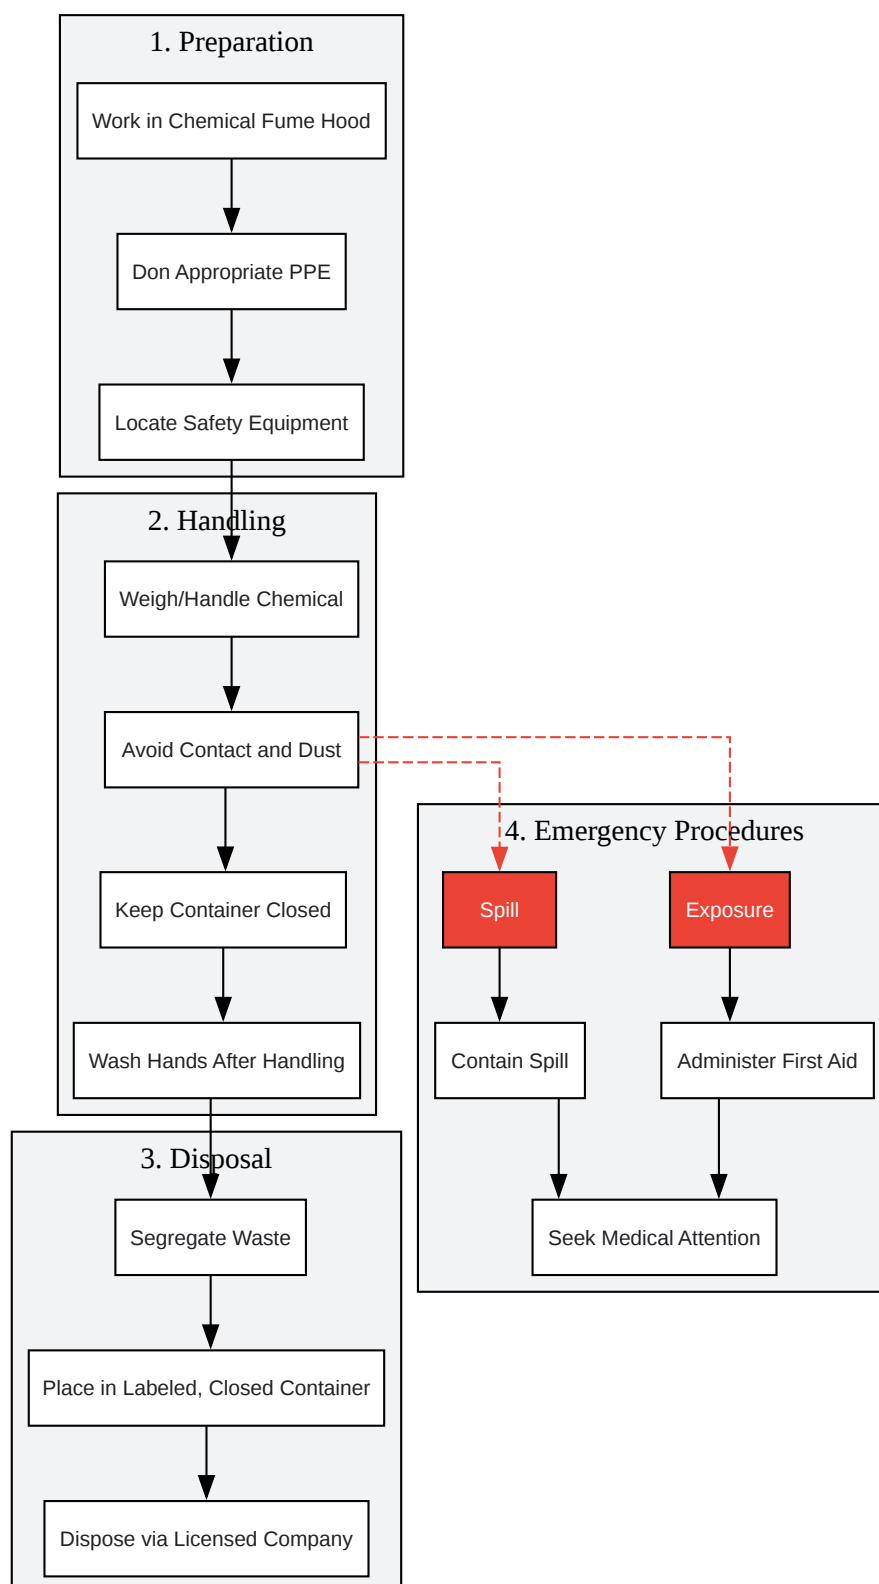 1. Preparation
Work in Chemical Fume Hood
Don Appropriate PPE
Locate Safety Equipment
2. Handling
Weigh/Handle Chemical
Avoid Contact and Dust
Keep Container Closed
Wash Hands After Handling
3. Disposal
Segregate Waste
Place in Labeled, Closed Container
Dispose via Licensed Company
4. Emergency Procedures
Spill
Exposure
Contain Spill
Administer First Aid
Seek Medical Attention